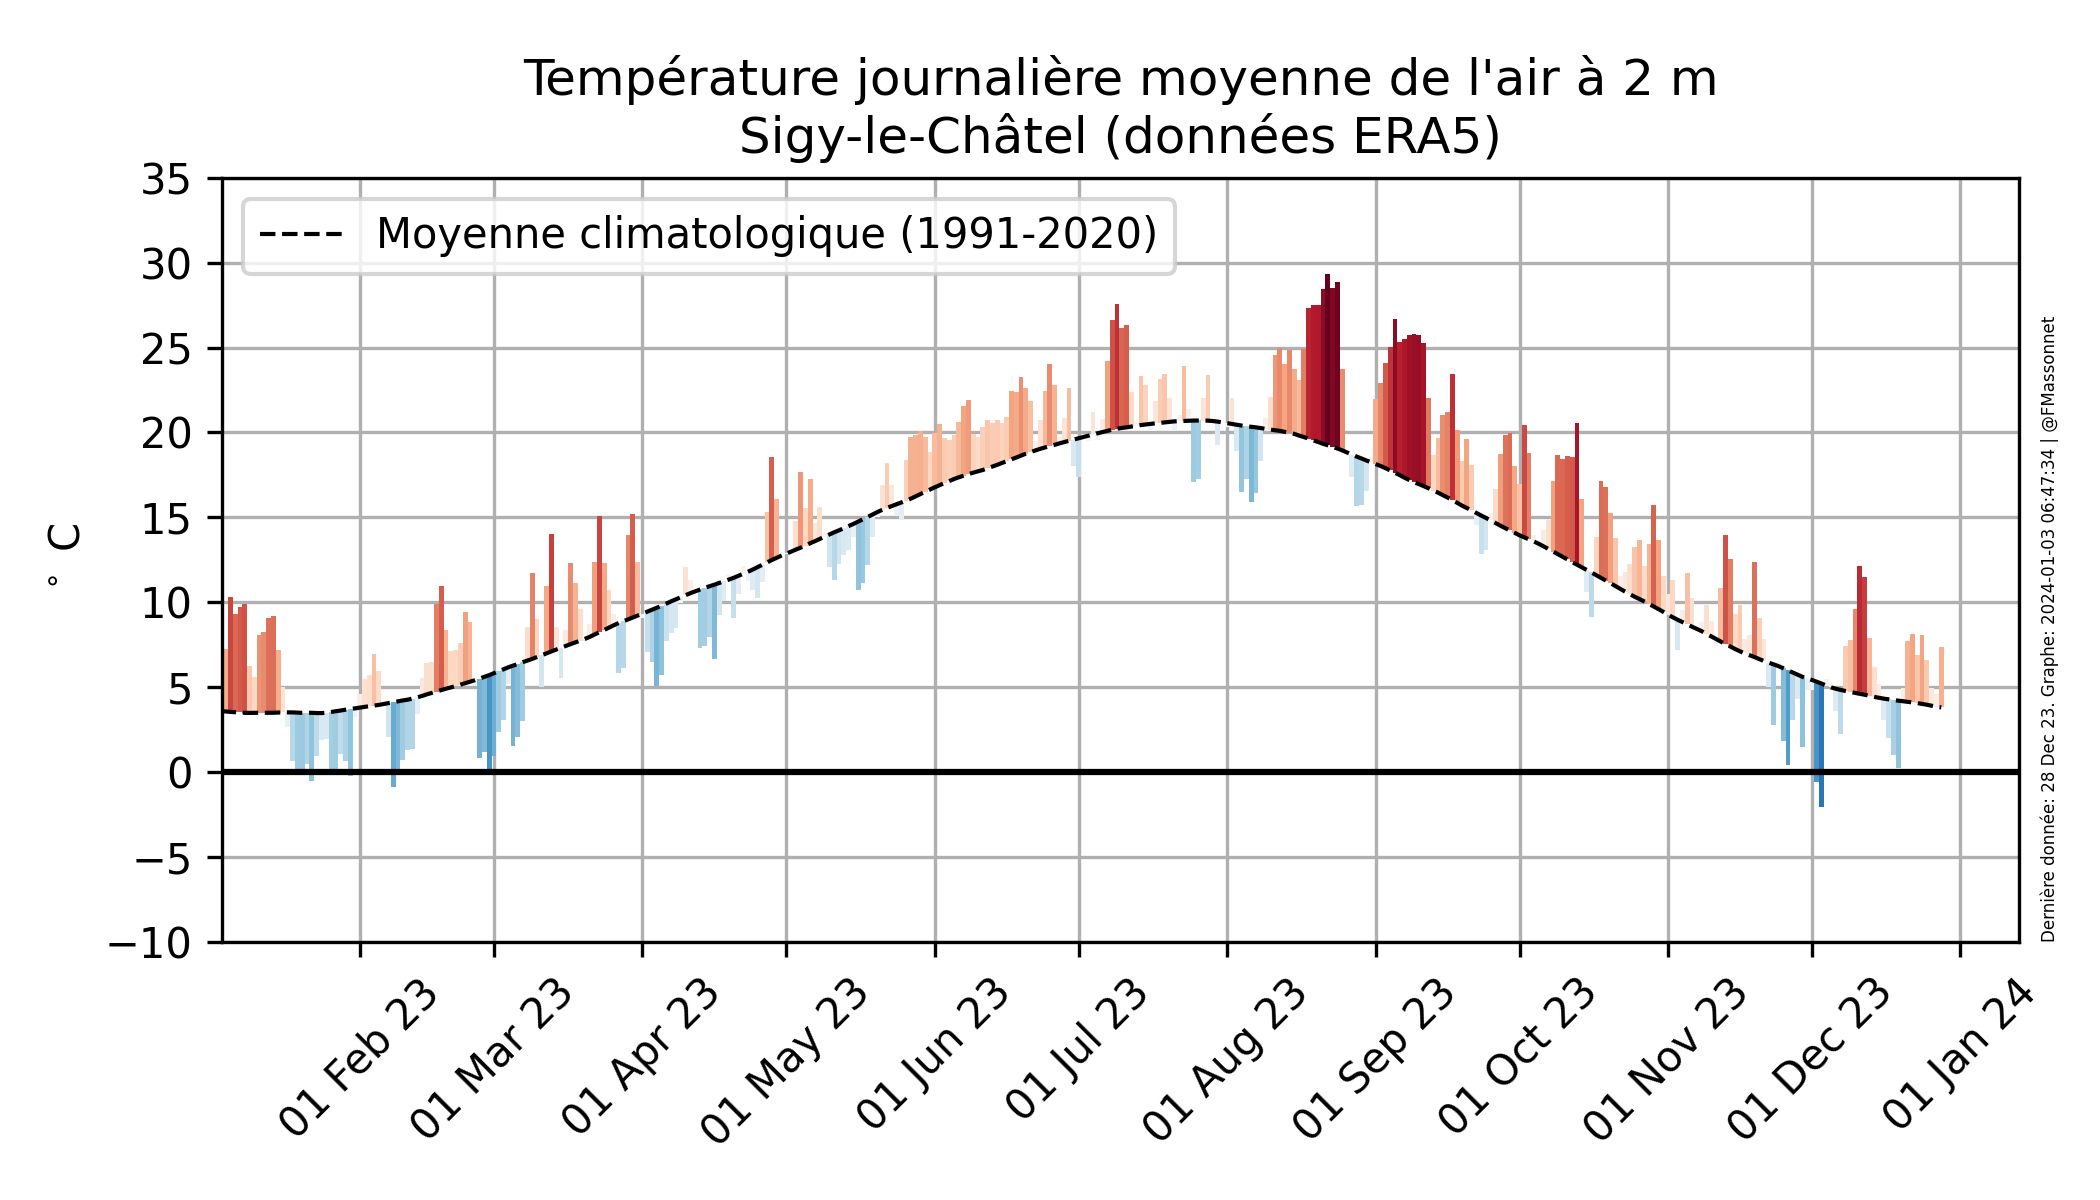 Température journalière moyenne de l'air à 2 m
Sigy-le-Châtel (données ERA5)
Moyenne climatologique (1991-2020)
° C
35
30
25
20
15
10
5
0
−5
−10
01 Feb 23
01 Mar 23
01 Apr 23
01 May 23
01 Jun 23
01 Jul 23
01 Aug 23
01 Sep 23
01 Oct 23
01 Nov 23
01 Dec 23
01 Jan 24
Dernière donnée: 28 Dec 23. Graphe: 2024-01-03 06:47:34 | @FMassonnet